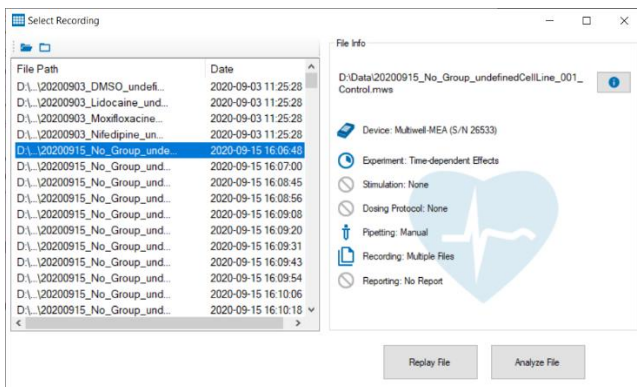 Select Recording
File Path Date
D:\...\20200903_DMSO_undefi... 2020-09-03 11:25:28
D:\...\20200903_Lidocaine_und... 2020-09-03 11:25:28
D:\...\20200903_Moxifloxacine... 2020-09-03 11:25:28
D:\...\20200903_Nifedipine_un... 2020-09-03 11:25:28
D:\...\20200915_No_Group_unde... 2020-09-15 16:06:48
D:\...\20200915_No_Group_und... 2020-09-15 16:07:00
D:\...\20200915_No_Group_und... 2020-09-15 16:08:45
D:\...\20200915_No_Group_und... 2020-09-15 16:08:56
D:\...\20200915_No_Group_und... 2020-09-15 16:09:08
D:\...\20200915_No_Group_und... 2020-09-15 16:09:20
D:\...\20200915_No_Group_und... 2020-09-15 16:09:31
D:\...\20200915_No_Group_und... 2020-09-15 16:09:43
D:\...\20200915_No_Group_und... 2020-09-15 16:09:54
D:\...\20200915_No_Group_und... 2020-09-15 16:10:06
D:\...\20200915_No_Group_und... 2020-09-15 16:10:18
File Info
D:\Data\20200915_No_Group_undefinedCellLine_001_
Control.mws
Device: Multiwell-MEA (S/N 26533)
Experiment: Time-dependent Effects
Stimulation: None
Dosing Protocol: None
Pipetting: Manual
Recording: Multiple Files
Reporting: No Report
Replay File
Analyze File